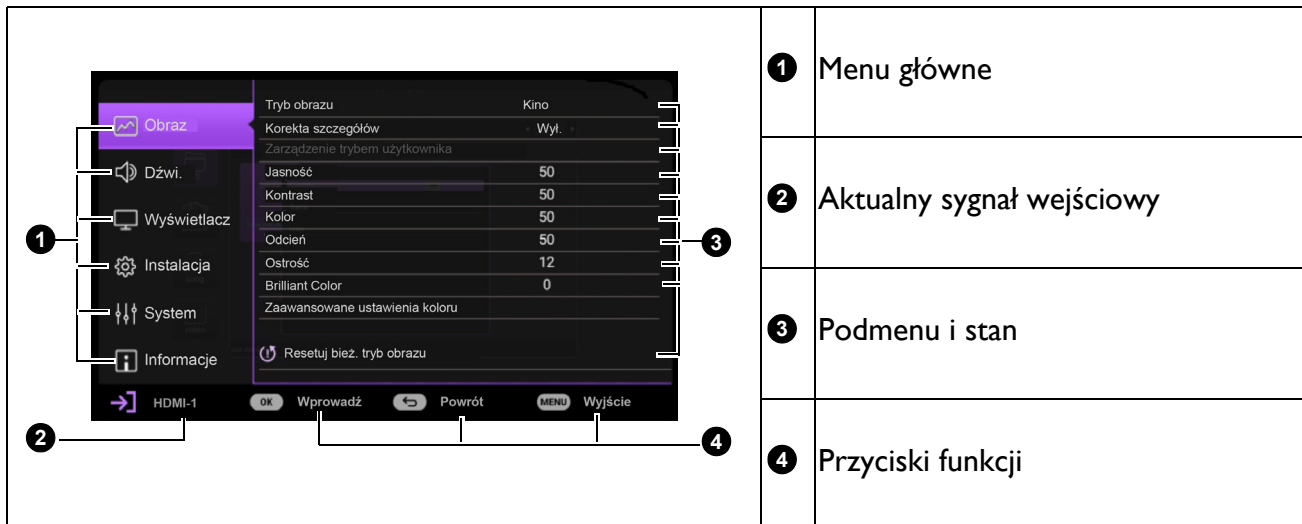 Obraz
Dźwi.
Wyświetlacz
Instalacja
System
Informacje
Tryb obrazu Kino
Korekta szczegółów Wył.
Zarządzenie trybem użytkownika
Jasność 50
Kontrast 50
Kolor 50
Odcień 50
Ostrość 12
Brilliant Color 0
Zaawansowane ustawienia koloru
Resetuj bież. tryb obrazu
HDMI-1 OK Wprowadź Powrót MENU Wyjście
1
2
3
4
1 Menu główne
2 Aktualny sygnał wejściowy
3 Podmenu i stan
4 Przyciski funkcji